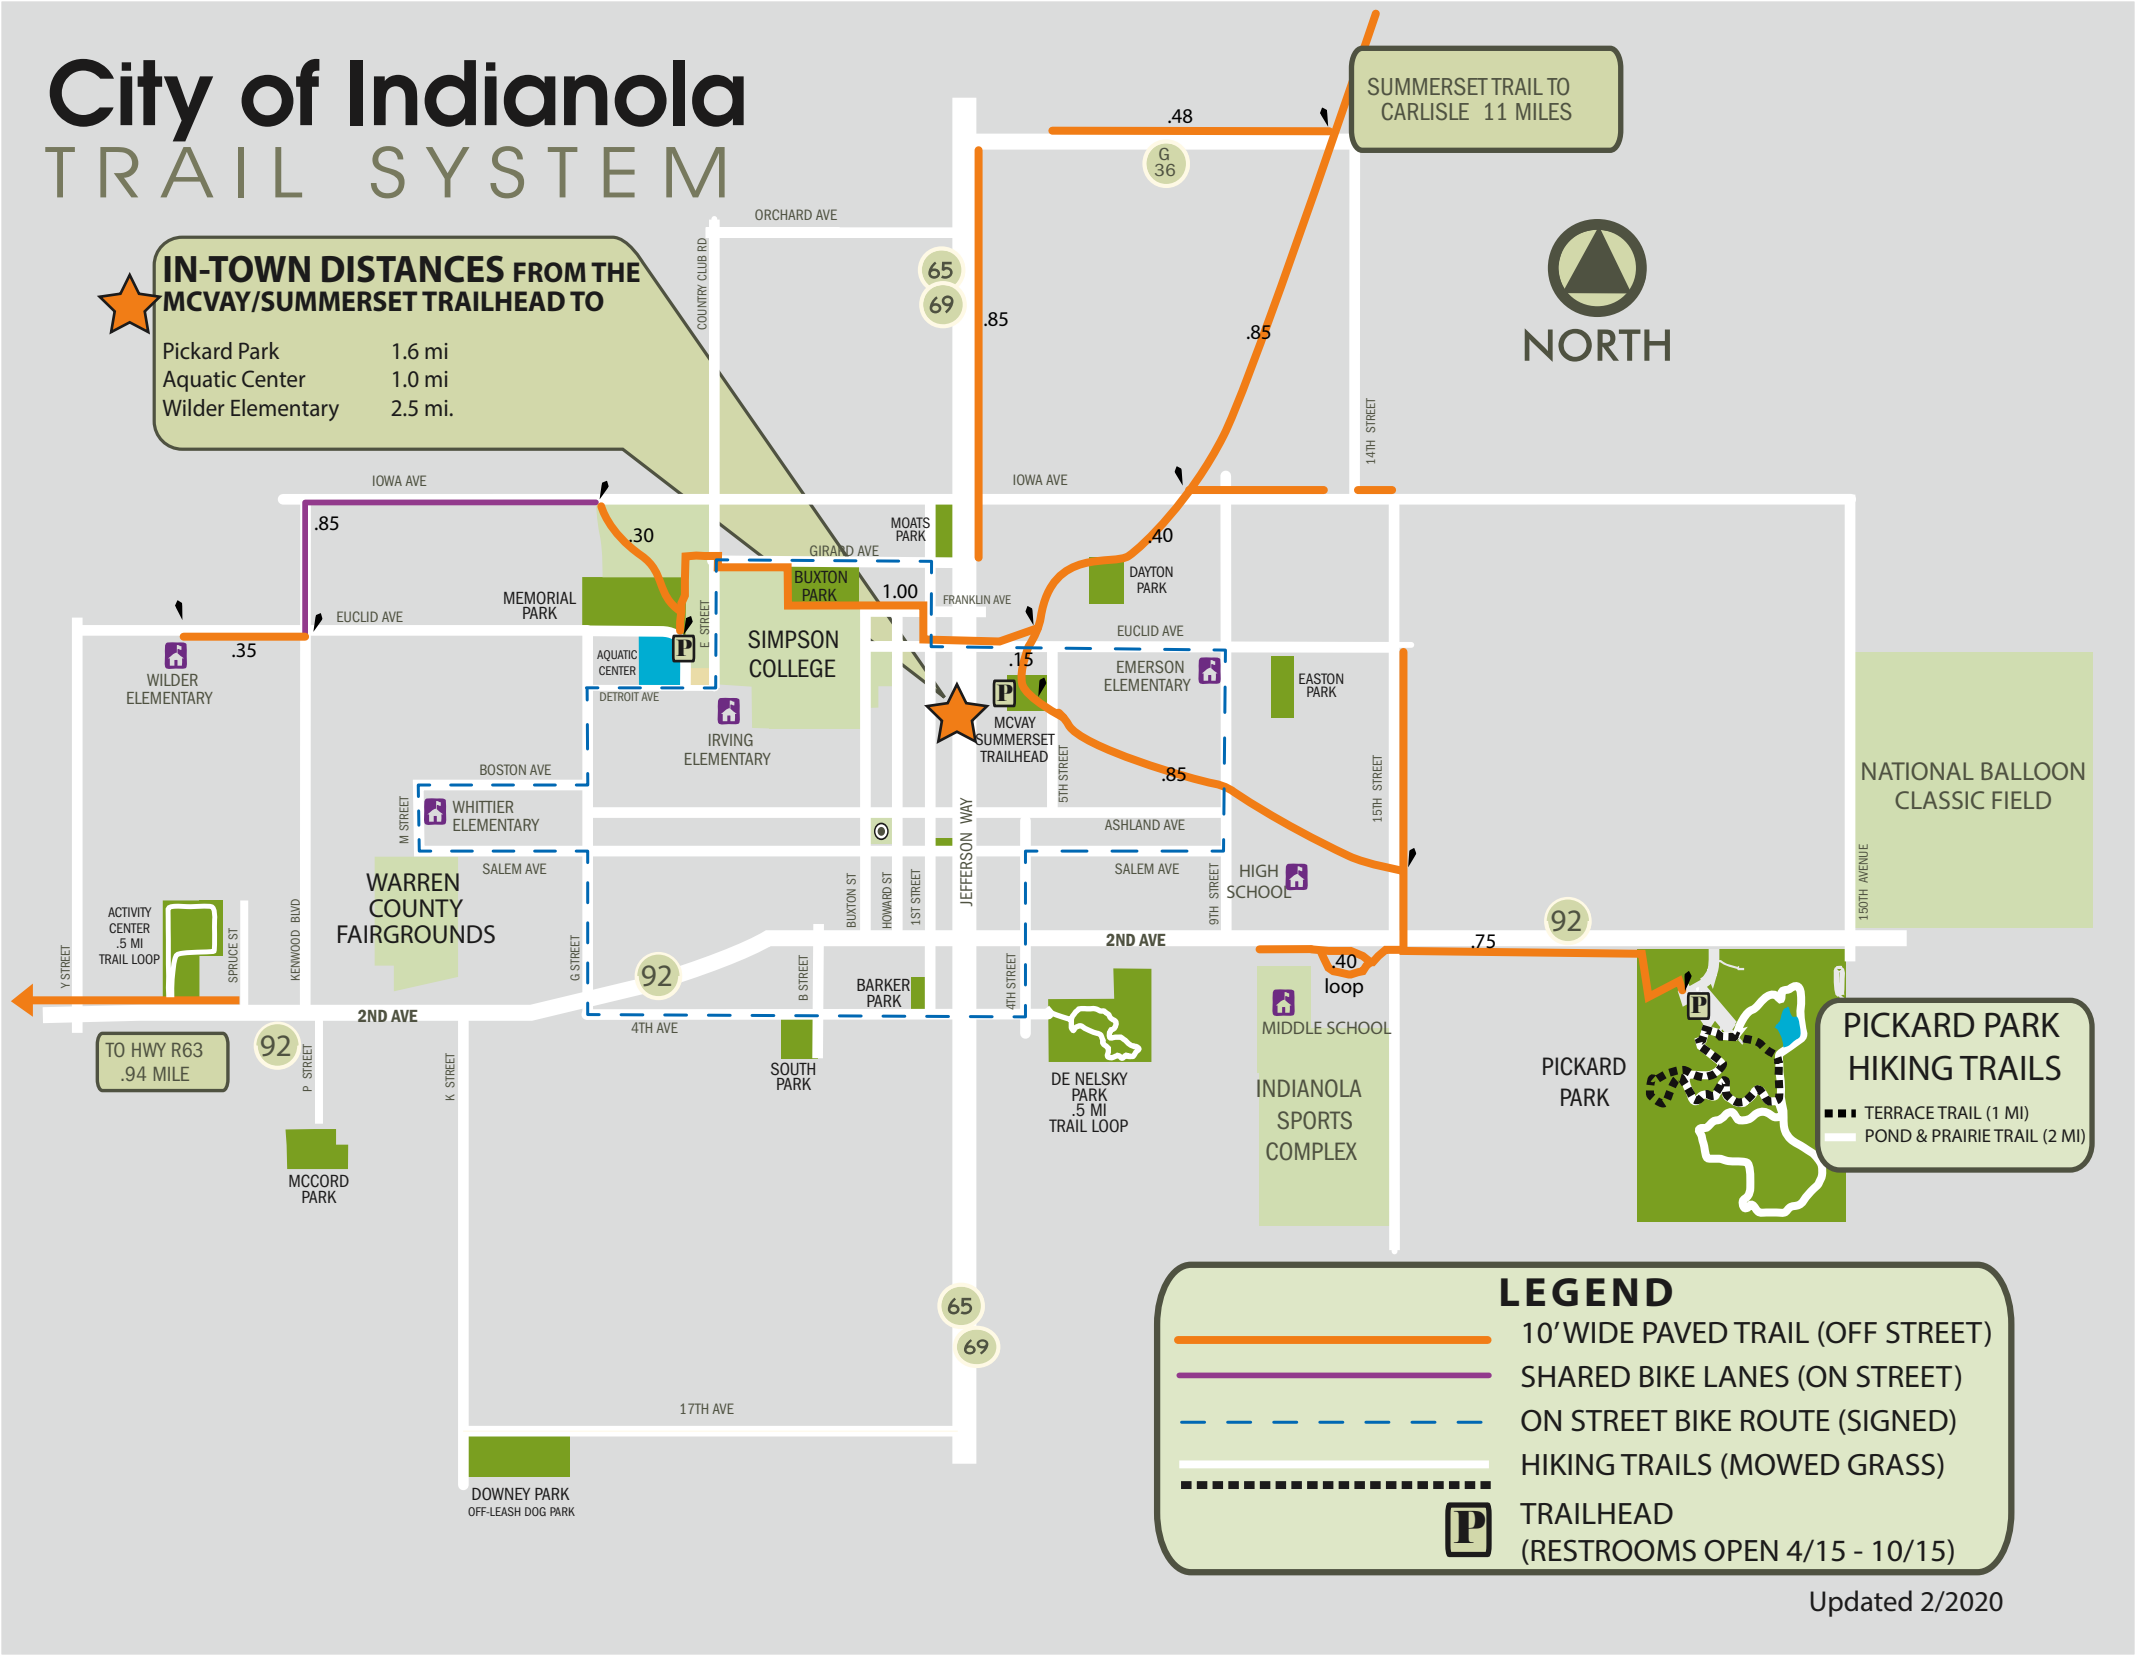 City of Indianola
TRAIL SYSTEM
SUMMERSET TRAIL TO
CARLISLE 11 MILES
.48
G
36
ORCHARD AVE
COUNTRY CLUB RD
65
69
.85
.85
NORTH
IN-TOWN DISTANCES FROM THE
MCVAY/SUMMERSET TRAILHEAD TO
Pickard Park 1.6 mi
Aquatic Center 1.0 mi
Wilder Elementary 2.5 mi.
14TH STREET
IOWA AVE
IOWA AVE
.85
.30
MOATS
PARK
.40
GIRARD AVE
BUXTON
PARK
1.00
FRANKLIN AVE
DAYTON
PARK
MEMORIAL
PARK
EUCLID AVE
E STREET
EUCLID AVE
.35
WILDER
ELEMENTARY
AQUATIC
CENTER
P
SIMPSON
COLLEGE
.15
P
EMERSON
ELEMENTARY
EASTON
PARK
DETROIT AVE
IRVING
ELEMENTARY
MCVAY
SUMMERSET
TRAILHEAD
5TH STREET
.85
15TH STREET
NATIONAL BALLOON
CLASSIC FIELD
BOSTON AVE
M STREET
WHITTIER
ELEMENTARY
JEFFERSON WAY
ASHLAND AVE
SALEM AVE
SALEM AVE
HIGH
SCHOOL
9TH STREET
150TH AVENUE
WARREN
COUNTY
FAIRGROUNDS
BUXTON ST
HOWARD ST
1ST STREET
ACTIVITY
CENTER
.5 MI
TRAIL LOOP
Y STREET
SPRUCE ST
KENWOOD BLVD
G STREET
92
B STREET
BARKER
PARK
4TH STREET
2ND AVE
92
.75
.40
loop
2ND AVE
4TH AVE
MIDDLE SCHOOL
P
TO HWY R63
.94 MILE
92
P STREET
K STREET
SOUTH
PARK
DE NELSKY
PARK
.5 MI
TRAIL LOOP
INDIANOLA
SPORTS
COMPLEX
PICKARD
PARK
PICKARD PARK
HIKING TRAILS
TERRACE TRAIL (1 MI)
POND & PRAIRIE TRAIL (2 MI)
MCCORD
PARK
65
69
17TH AVE
DOWNEY PARK
OFF-LEASH DOG PARK
LEGEND
10' WIDE PAVED TRAIL (OFF STREET)
SHARED BIKE LANES (ON STREET)
ON STREET BIKE ROUTE (SIGNED)
HIKING TRAILS (MOWED GRASS)
P
TRAILHEAD
(RESTROOMS OPEN 4/15 - 10/15)
Updated 2/2020